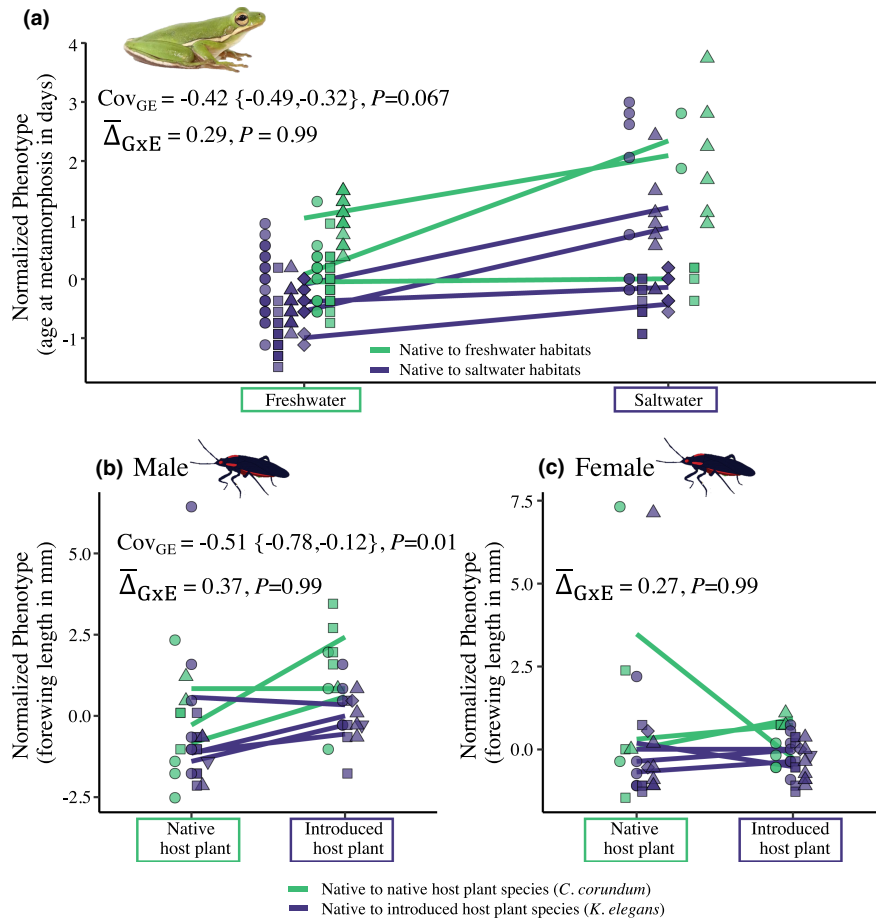 (a)
Cov_GE = -0.42 {-0.49,-0.32}, P=0.067
Δ̅_GxE = 0.29, P = 0.99
Normalized Phenotype
(age at metamorphosis in days)
4
3
2
1
0
-1
Native to freshwater habitats
Native to saltwater habitats
Freshwater
Saltwater
(b) Male
Cov_GE = -0.51 {-0.78,-0.12}, P=0.01
Δ̅_GxE = 0.37, P=0.99
Normalized Phenotype
(forewing length in mm)
5.0
2.5
0.0
-2.5
Native
host plant
Introduced
host plant
(c) Female
Δ̅_GxE = 0.27, P=0.99
Normalized Phenotype
(forewing length in mm)
7.5
5.0
2.5
0.0
Native
host plant
Introduced
host plant
Native to native host plant species (C. corundum)
Native to introduced host plant species (K. elegans)